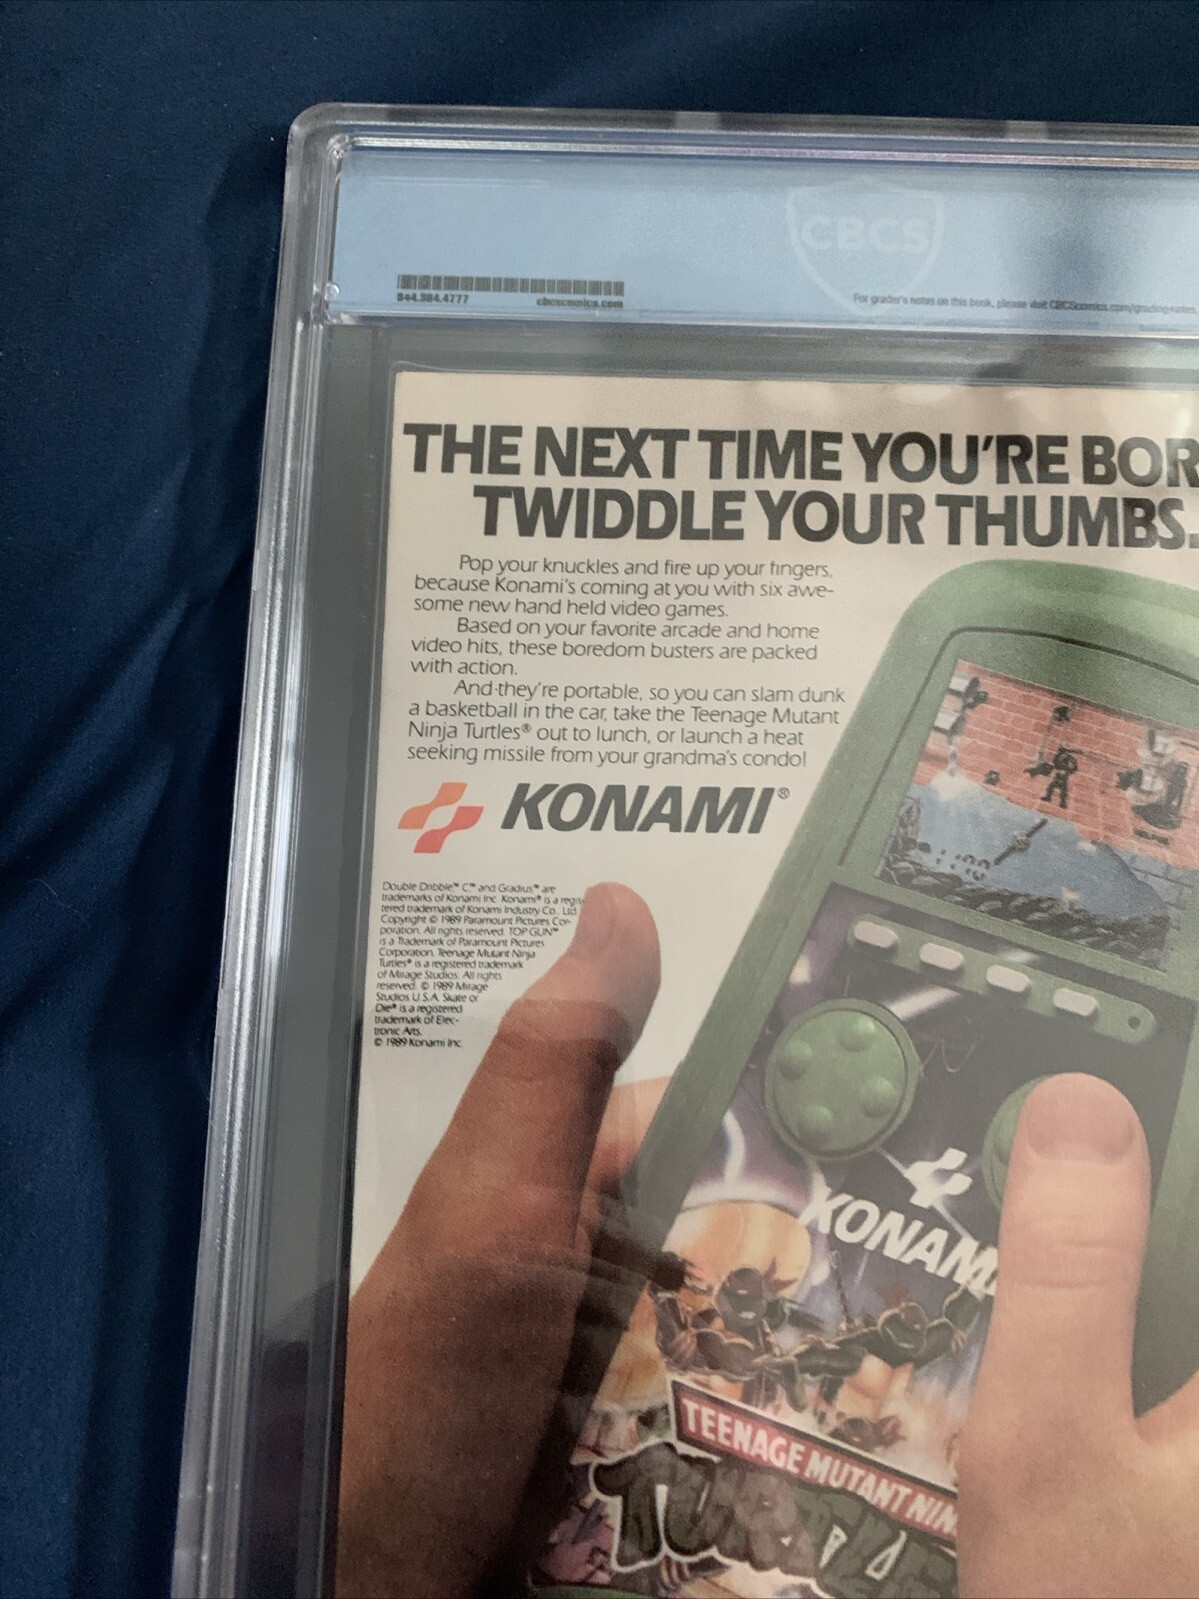 CBCS
844.384.4777 cbcscomics.com
For grader's notes on this book, please visit CBCScomics.com/grading-notes
THE NEXT TIME YOU'RE BOR
TWIDDLE YOUR THUMBS.
Pop your knuckles and fire up your fingers,
because Konami's coming at you with six awe-
some new hand held video games.
Based on your favorite arcade and home
video hits, these boredom busters are packed
with action.
And they're portable, so you can slam dunk
a basketball in the car, take the Teenage Mutant
Ninja Turtles® out to lunch, or launch a heat
seeking missile from your grandma's condo!
KONAMI®
Double Dribble™ C™ and Gradius™ are
trademarks of Konami Inc. Konami® is a regis-
tered trademark of Konami Industry Co., Ltd.
Copyright © 1989 Paramount Pictures Cor-
poration. All rights reserved. TOP GUN™
is a Trademark of Paramount Pictures
Corporation. Teenage Mutant Ninja
Turtles® is a registered trademark
of Mirage Studios. All rights
reserved. © 1989 Mirage
Studios U.S.A. Skate or
Die® is a registered
trademark of Elec-
tronic Arts.
© 1989 Konami Inc.
KONAMI
TEENAGE MUTANT NIN
TURTLE